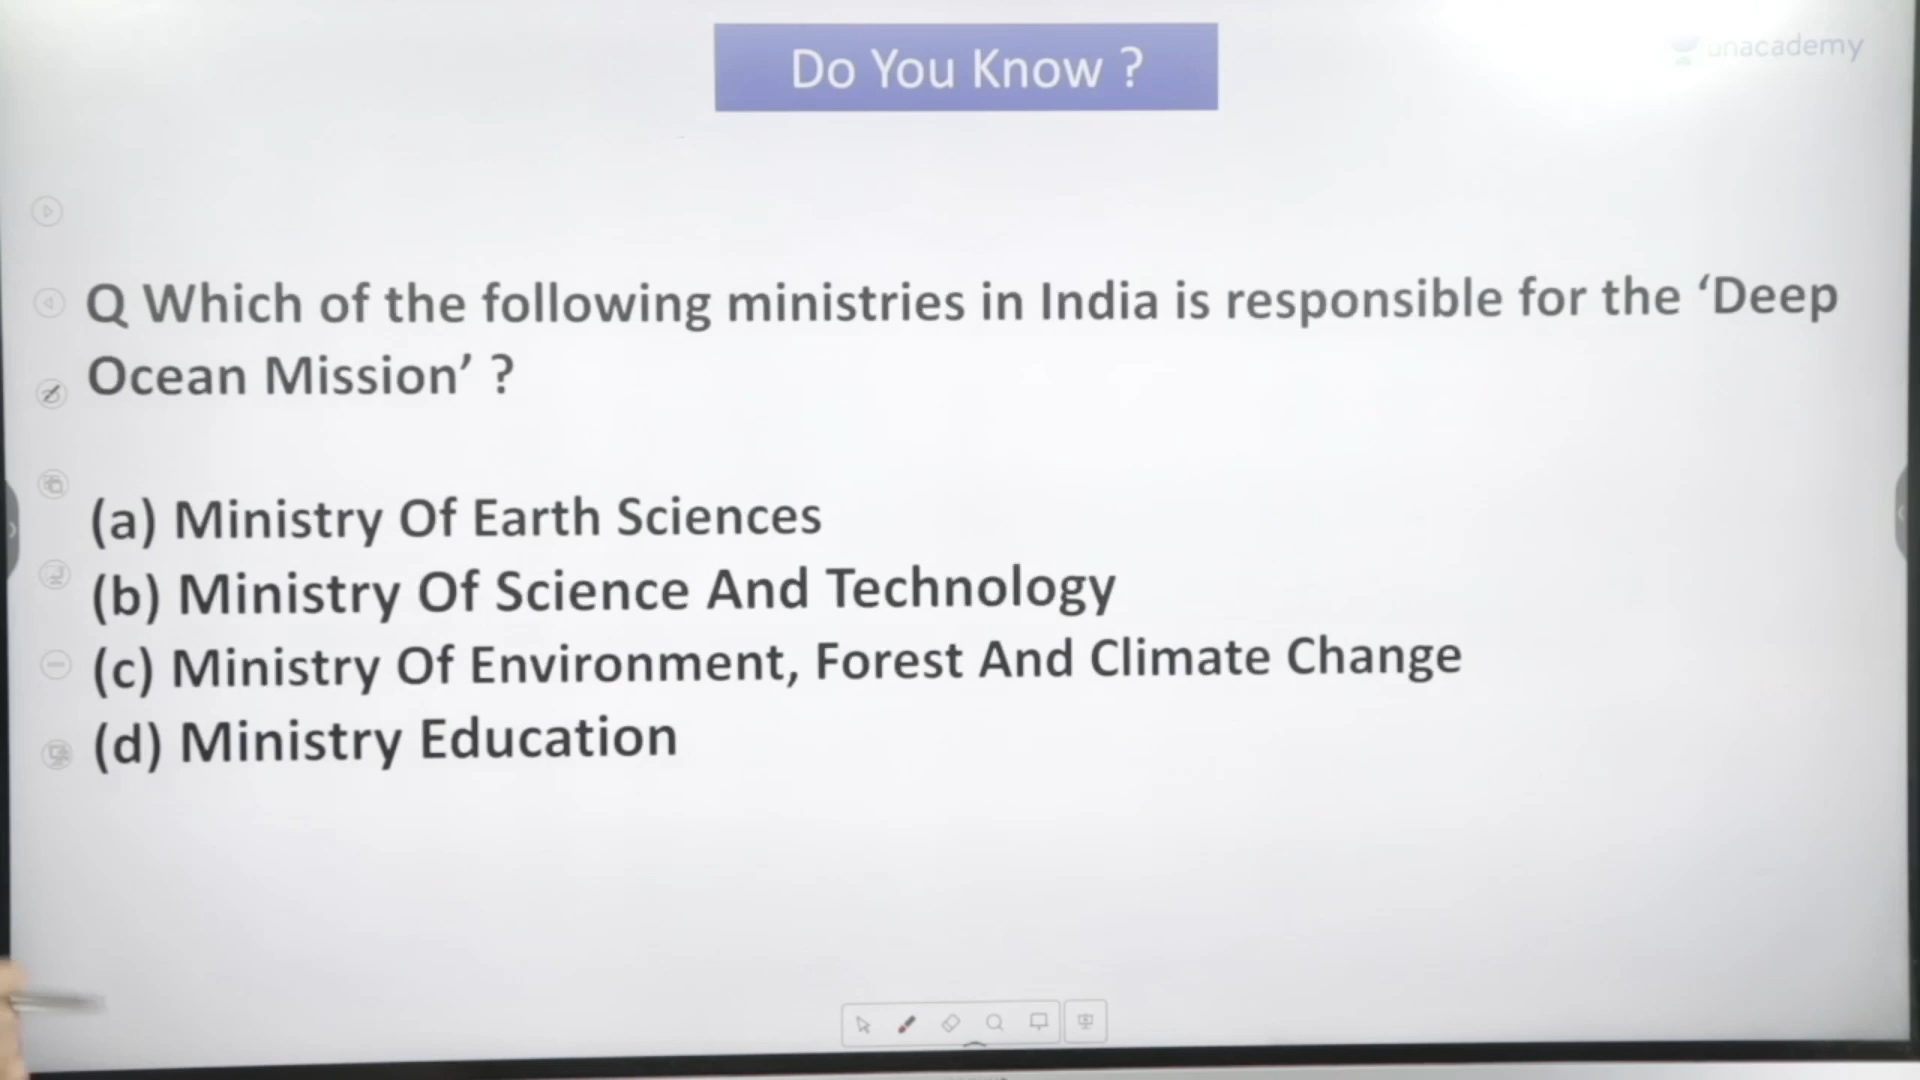 Do You Know ?
unacademy
Q Which of the following ministries in India is responsible for the ‘Deep
Ocean Mission’ ?
(a) Ministry Of Earth Sciences
(b) Ministry Of Science And Technology
(c) Ministry Of Environment, Forest And Climate Change
(d) Ministry Education